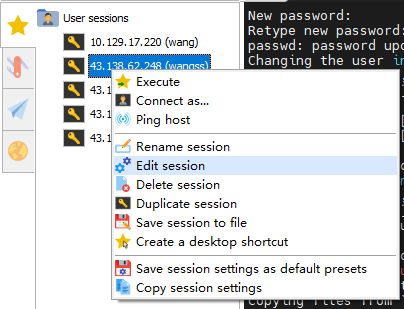 User sessions
10.129.17.220 (wang)
43.138.62.248 (wangss)
43.1
43.1
43.1
Execute
Connect as...
Ping host
Rename session
Edit session
Delete session
Duplicate session
Save session to file
Create a desktop shortcut
Save session settings as default presets
Copy session settings
New password:
Retype new password:
passwd: password upd
Changing the user in
Copying files from